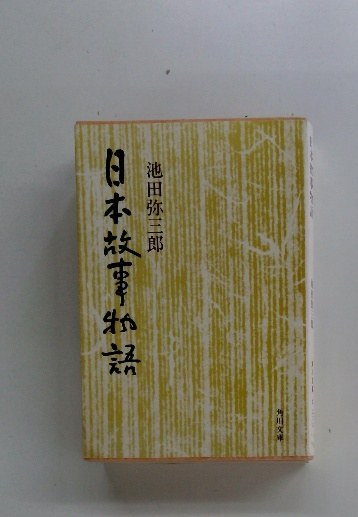 日本故事物語
池田弥三郎
角川文庫